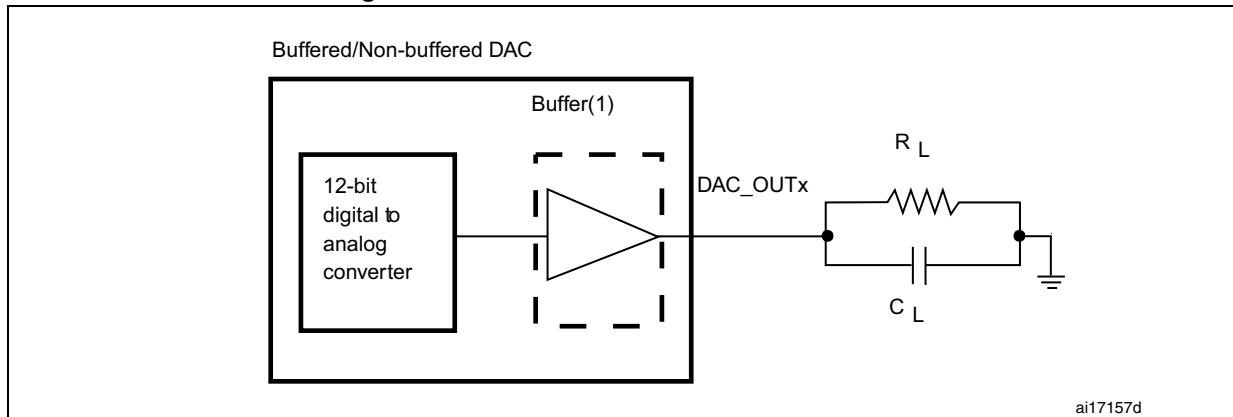 Buffered/Non-buffered DAC
Buffer(1)
12-bit
digital to
analog
converter
DAC_OUTx
R L
C L
ai17157d